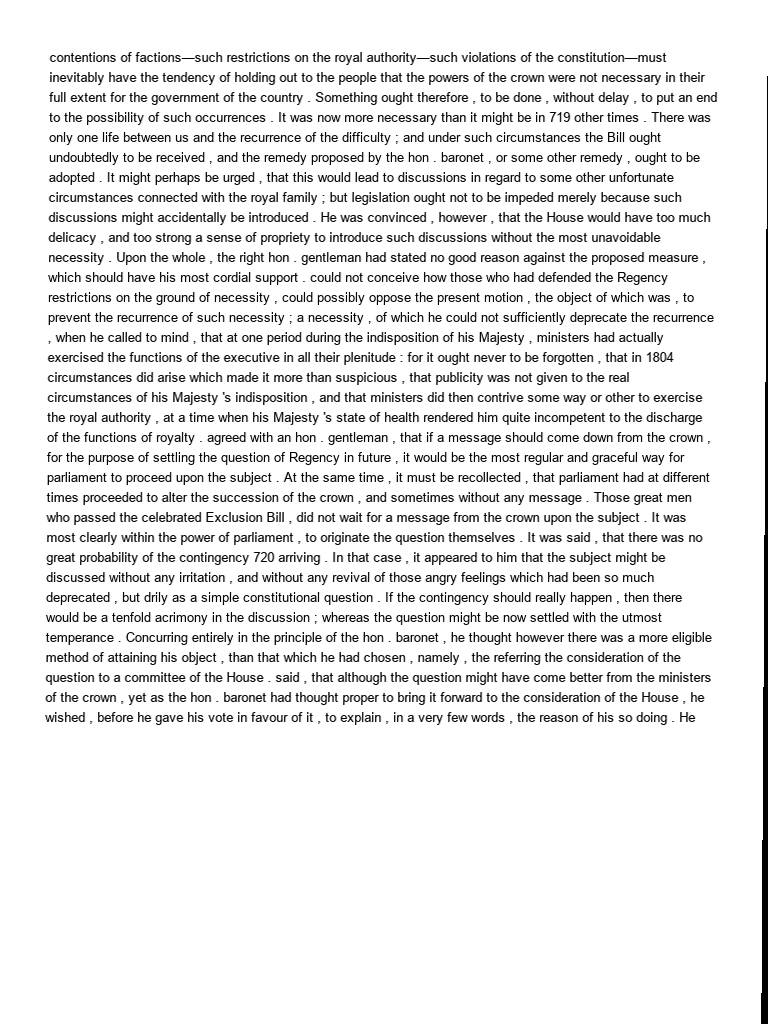 contentions of factions—such restrictions on the royal authority—such violations of the constitution—must
inevitably have the tendency of holding out to the people that the powers of the crown were not necessary in their
full extent for the government of the country . Something ought therefore , to be done , without delay , to put an end
to the possibility of such occurrences . It was now more necessary than it might be in 719 other times . There was
only one life between us and the recurrence of the difficulty ; and under such circumstances the Bill ought
undoubtedly to be received , and the remedy proposed by the hon . baronet , or some other remedy , ought to be
adopted . It might perhaps be urged , that this would lead to discussions in regard to some other unfortunate
circumstances connected with the royal family ; but legislation ought not to be impeded merely because such
discussions might accidentally be introduced . He was convinced , however , that the House would have too much
delicacy , and too strong a sense of propriety to introduce such discussions without the most unavoidable
necessity . Upon the whole , the right hon . gentleman had stated no good reason against the proposed measure ,
which should have his most cordial support . could not conceive how those who had defended the Regency
restrictions on the ground of necessity , could possibly oppose the present motion , the object of which was , to
prevent the recurrence of such necessity ; a necessity , of which he could not sufficiently deprecate the recurrence
, when he called to mind , that at one period during the indisposition of his Majesty , ministers had actually
exercised the functions of the executive in all their plenitude : for it ought never to be forgotten , that in 1804
circumstances did arise which made it more than suspicious , that publicity was not given to the real
circumstances of his Majesty 's indisposition , and that ministers did then contrive some way or other to exercise
the royal authority , at a time when his Majesty 's state of health rendered him quite incompetent to the discharge
of the functions of royalty . agreed with an hon . gentleman , that if a message should come down from the crown ,
for the purpose of settling the question of Regency in future , it would be the most regular and graceful way for
parliament to proceed upon the subject . At the same time , it must be recollected , that parliament had at different
times proceeded to alter the succession of the crown , and sometimes without any message . Those great men
who passed the celebrated Exclusion Bill , did not wait for a message from the crown upon the subject . It was
most clearly within the power of parliament , to originate the question themselves . It was said , that there was no
great probability of the contingency 720 arriving . In that case , it appeared to him that the subject might be
discussed without any irritation , and without any revival of those angry feelings which had been so much
deprecated , but drily as a simple constitutional question . If the contingency should really happen , then there
would be a tenfold acrimony in the discussion ; whereas the question might be now settled with the utmost
temperance . Concurring entirely in the principle of the hon . baronet , he thought however there was a more eligible
method of attaining his object , than that which he had chosen , namely , the referring the consideration of the
question to a committee of the House . said , that although the question might have come better from the ministers
of the crown , yet as the hon . baronet had thought proper to bring it forward to the consideration of the House , he
wished , before he gave his vote in favour of it , to explain , in a very few words , the reason of his so doing . He